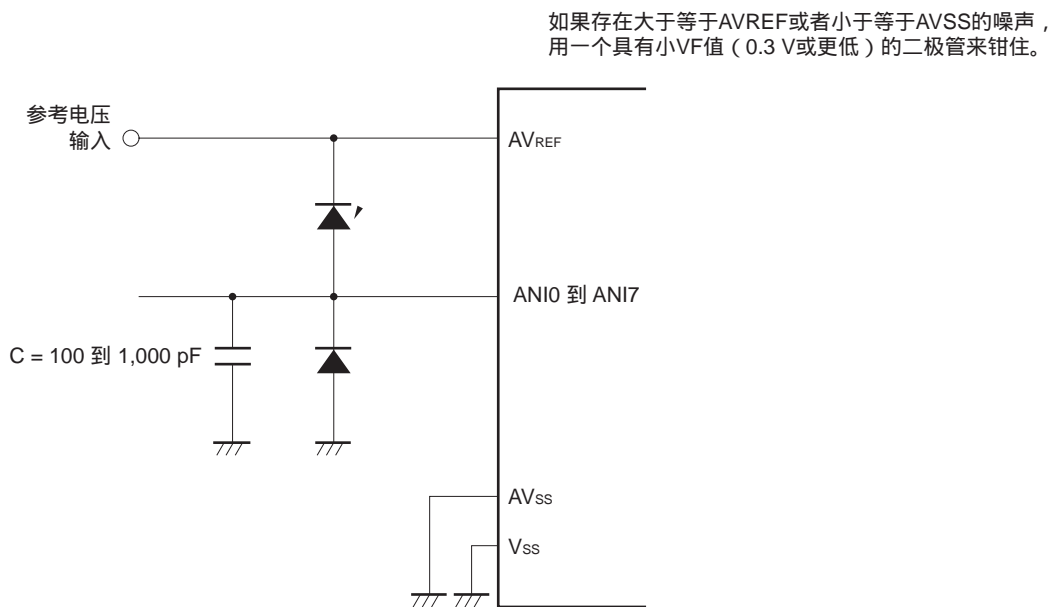 如果存在大于等于AVREF或者小于等于AVSS的噪声，
用一个具有小VF值（0.3 V或更低）的二极管来钳住。
参考电压
输入
AVREF
ANI0 到 ANI7
C = 100 到 1,000 pF
AVSS
VSS